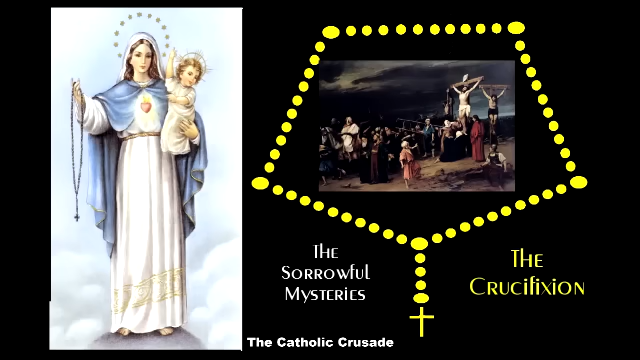 The
Sorrowful
Mysteries
The
Crucifixion
The Catholic Crusade